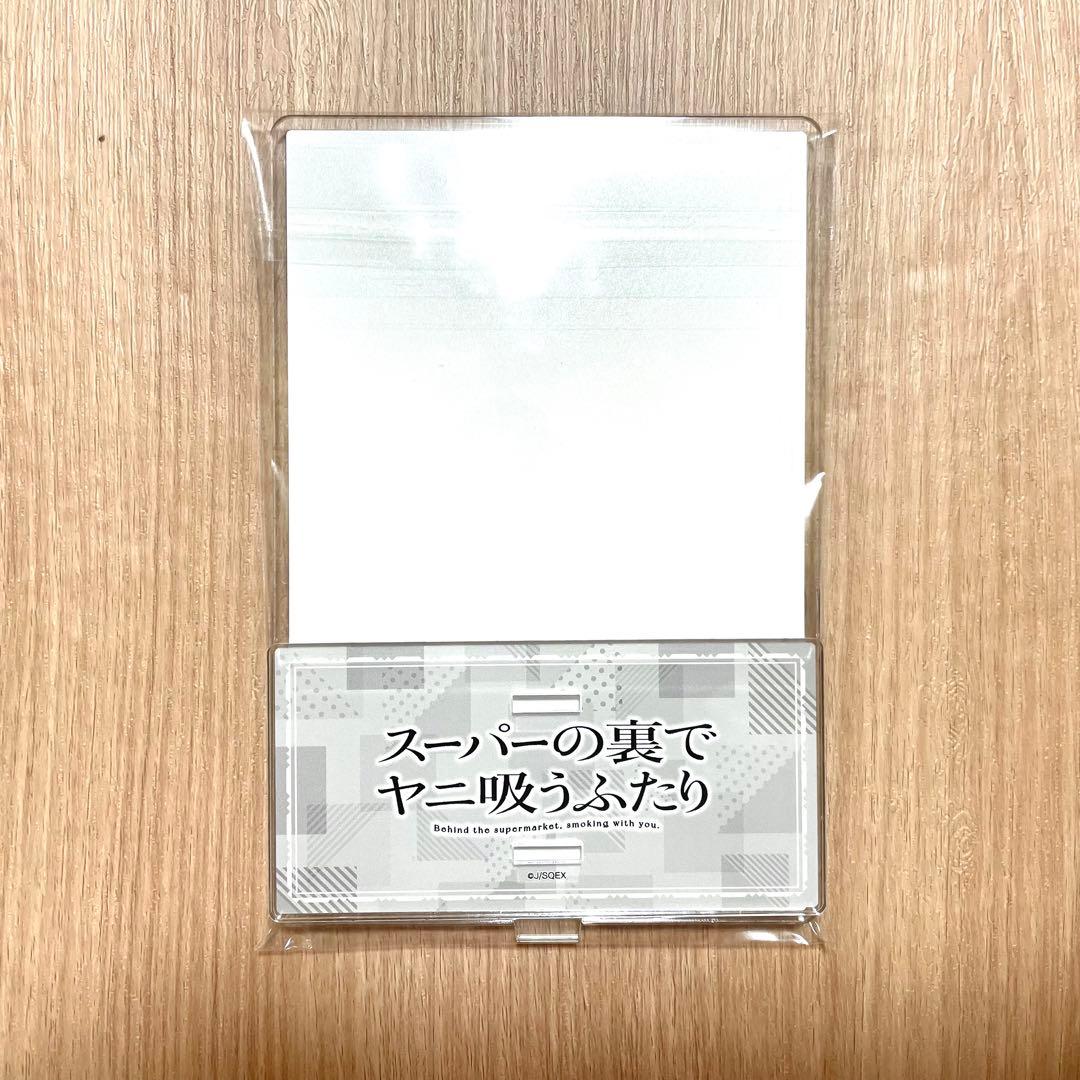 スーパーの裏で
ヤニ吸うふたり
Behind the supermarket, smoking with you.
©J/SQEX